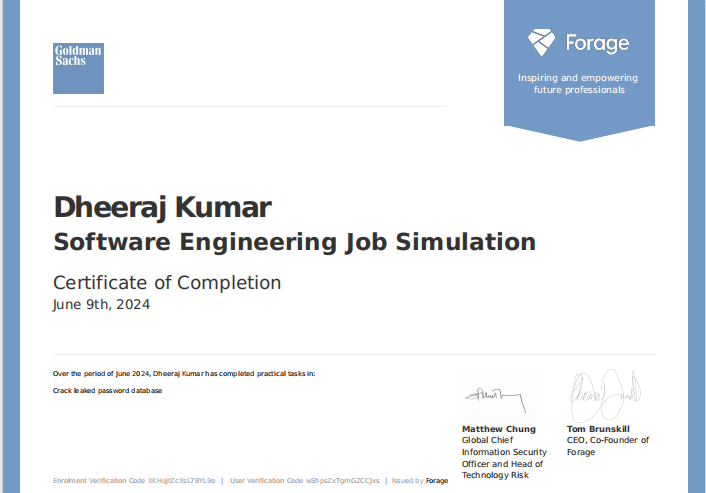 Goldman
Sachs
Forage
Inspiring and empowering
future professionals
Dheeraj Kumar
Software Engineering Job Simulation
Certificate of Completion
June 9th, 2024
Over the period of June 2024, Dheeraj Kumar has completed practical tasks in:
Crack leaked password database
Matthew Chung
Global Chief
Information Security
Officer and Head of
Technology Risk
Tom Brunskill
CEO, Co-Founder of
Forage
Enrolment Verification Code | User Verification Code | Issued by Forage